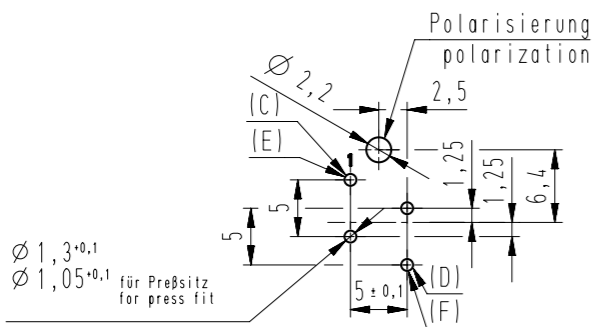 Polarisierung
polarization
Ø 2,2
2,5
(C)
(E)
1
5
5
1,25
1,25
6,4
Ø 1,3+0,1
Ø 1,05+0,1 für Preßsitz
for press fit
5 ± 0,1
(D)
(F)